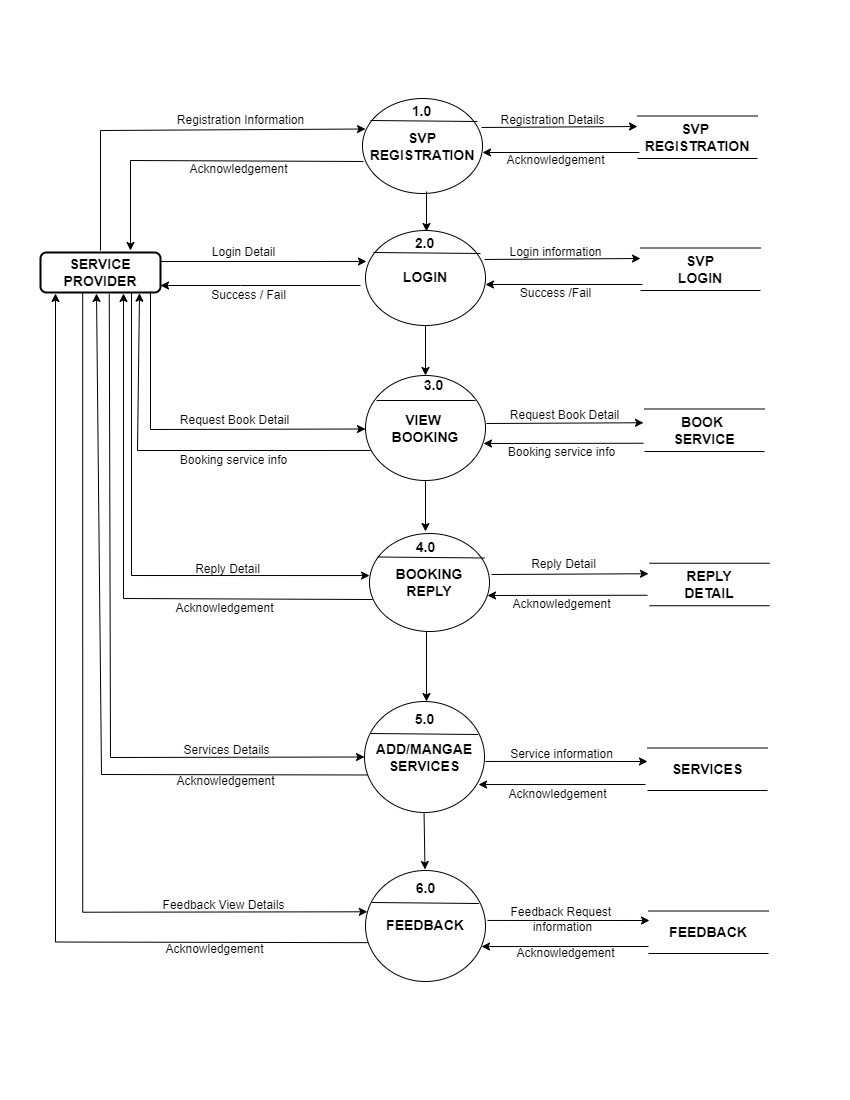 1.0
Registration Information
Registration Details
SVP
REGISTRATION
SVP
REGISTRATION
Acknowledgement
Acknowledgement
2.0
Login Detail
Login information
SERVICE
PROVIDER
LOGIN
SVP
LOGIN
Success / Fail
Success /Fail
3.0
Request Book Detail
Request Book Detail
VIEW
BOOKING
BOOK
SERVICE
Booking service info
Booking service info
4.0
Reply Detail
Reply Detail
BOOKING
REPLY
REPLY
DETAIL
Acknowledgement
Acknowledgement
5.0
Services Details
Service information
ADD/MANGAE
SERVICES
SERVICES
Acknowledgement
Acknowledgement
6.0
Feedback View Details
Feedback Request
information
FEEDBACK
FEEDBACK
Acknowledgement
Acknowledgement